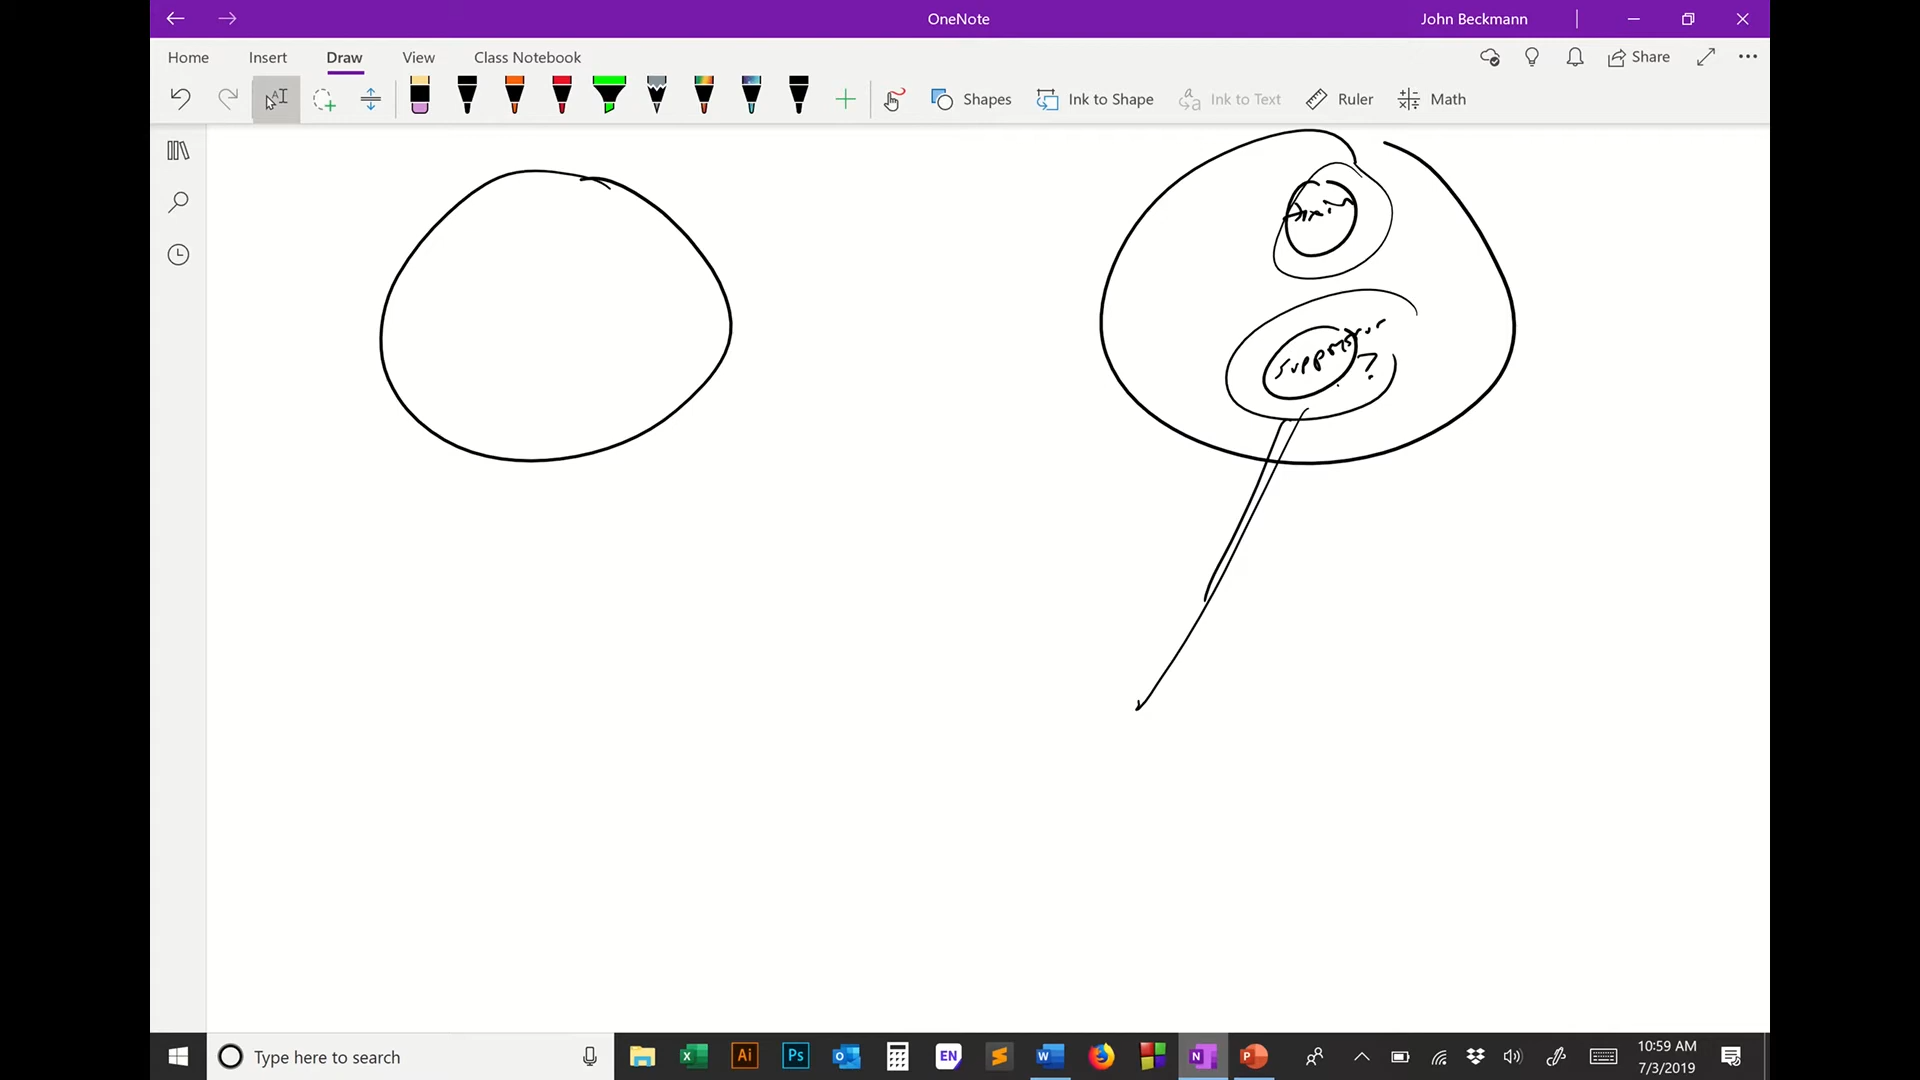 OneNote
John Beckmann
Home Insert Draw View Class Notebook
Share
Shapes Ink to Shape Ink to Text Ruler Math
suppressor
?
Type here to search
10:59 AM
7/3/2019